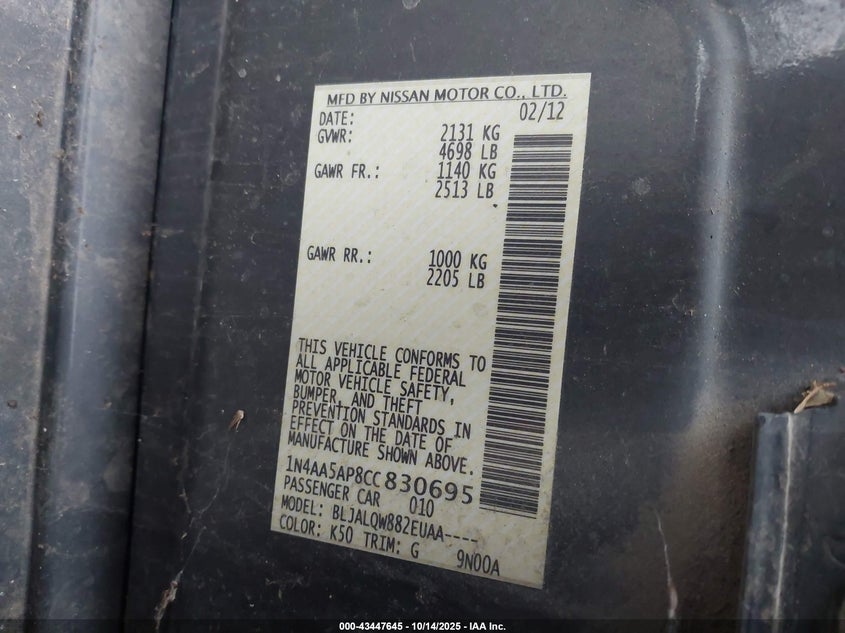 MFD BY NISSAN MOTOR CO., LTD.
DATE: 02/12
GVWR: 2131 KG
4698 LB
GAWR FR.: 1140 KG
2513 LB
GAWR RR.: 1000 KG
2205 LB
THIS VEHICLE CONFORMS TO
ALL APPLICABLE FEDERAL
MOTOR VEHICLE SAFETY,
BUMPER, AND THEFT
PREVENTION STANDARDS IN
EFFECT ON THE DATE OF
MANUFACTURE SHOWN ABOVE.
1N4AA5AP8CC830695
PASSENGER CAR 010
MODEL: BLJALQW882EUAA----
COLOR: K50 TRIM: G 9N00A
000-43447645 - 10/14/2025 - IAA Inc.